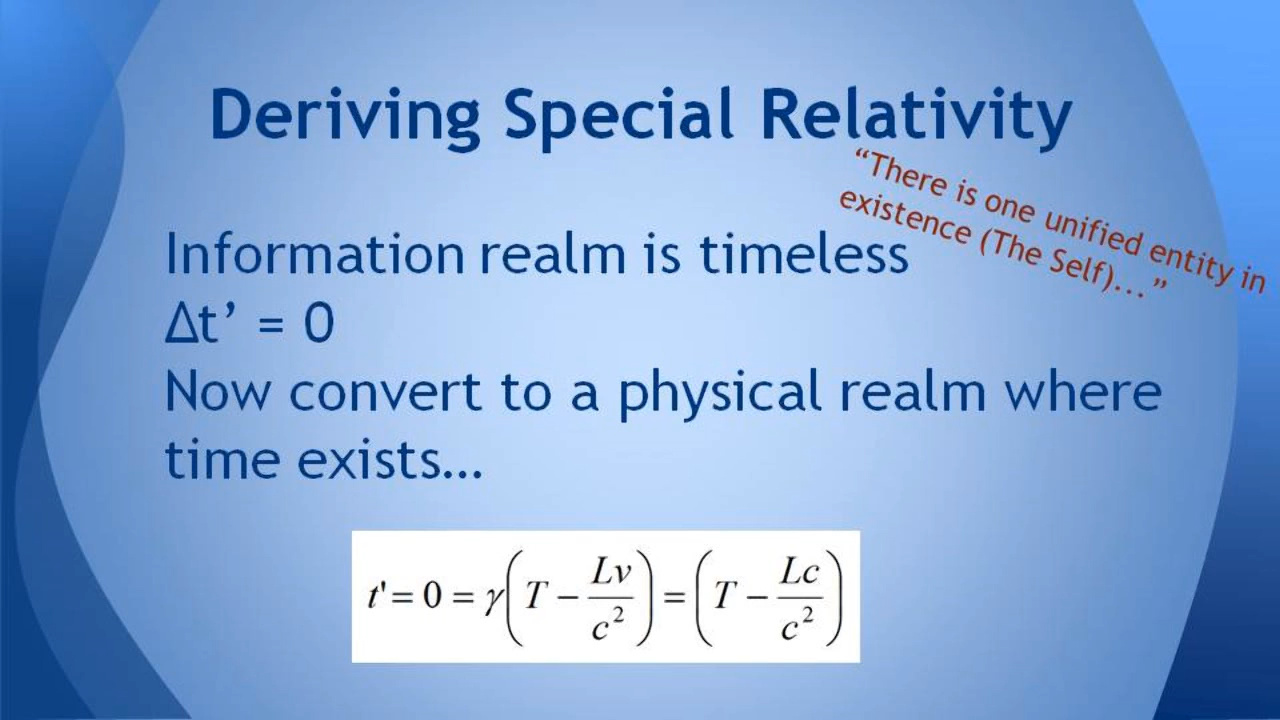 Deriving Special Relativity
“There is one unified entity in
existence (The Self)...”
Information realm is timeless
Δt’ = 0
Now convert to a physical realm where
time exists…
t' = 0 = γ(T − Lv/c²) = (T − Lc/c²)